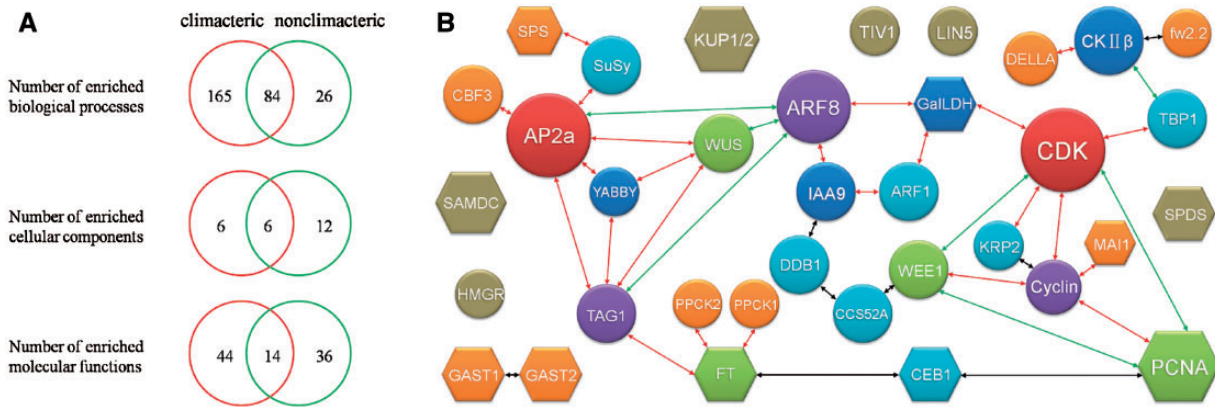 A
climacteric nonclimacteric
Number of enriched
biological processes
165 84 26
Number of enriched
cellular components
6 6 12
Number of enriched
molecular functions
44 14 36
B
SPS
KUP1/2
TIV1
LIN5
CKIIβ
fw2.2
DELLA
SuSy
CBF3
ARF8
GalLDH
TBP1
AP2a
WUS
CDK
YABBY
IAA9
ARF1
SAMDC
SPDS
KRP2
MAI1
DDB1
WEE1
Cyclin
HMGR
TAG1
PPCK2
PPCK1
CCS52A
GAST1
GAST2
FT
CEB1
PCNA